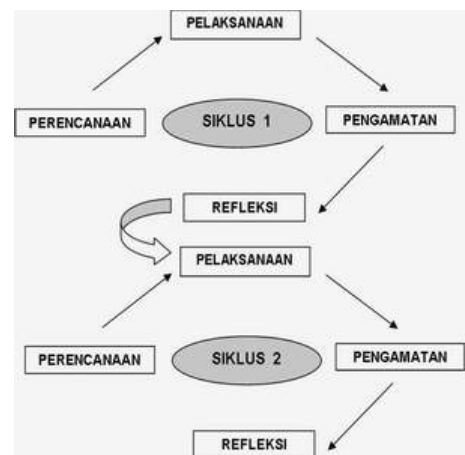 PELAKSANAAN
PERENCANAAN
SIKLUS 1
PENGAMATAN
REFLEKSI
PELAKSANAAN
PERENCANAAN
SIKLUS 2
PENGAMATAN
REFLEKSI